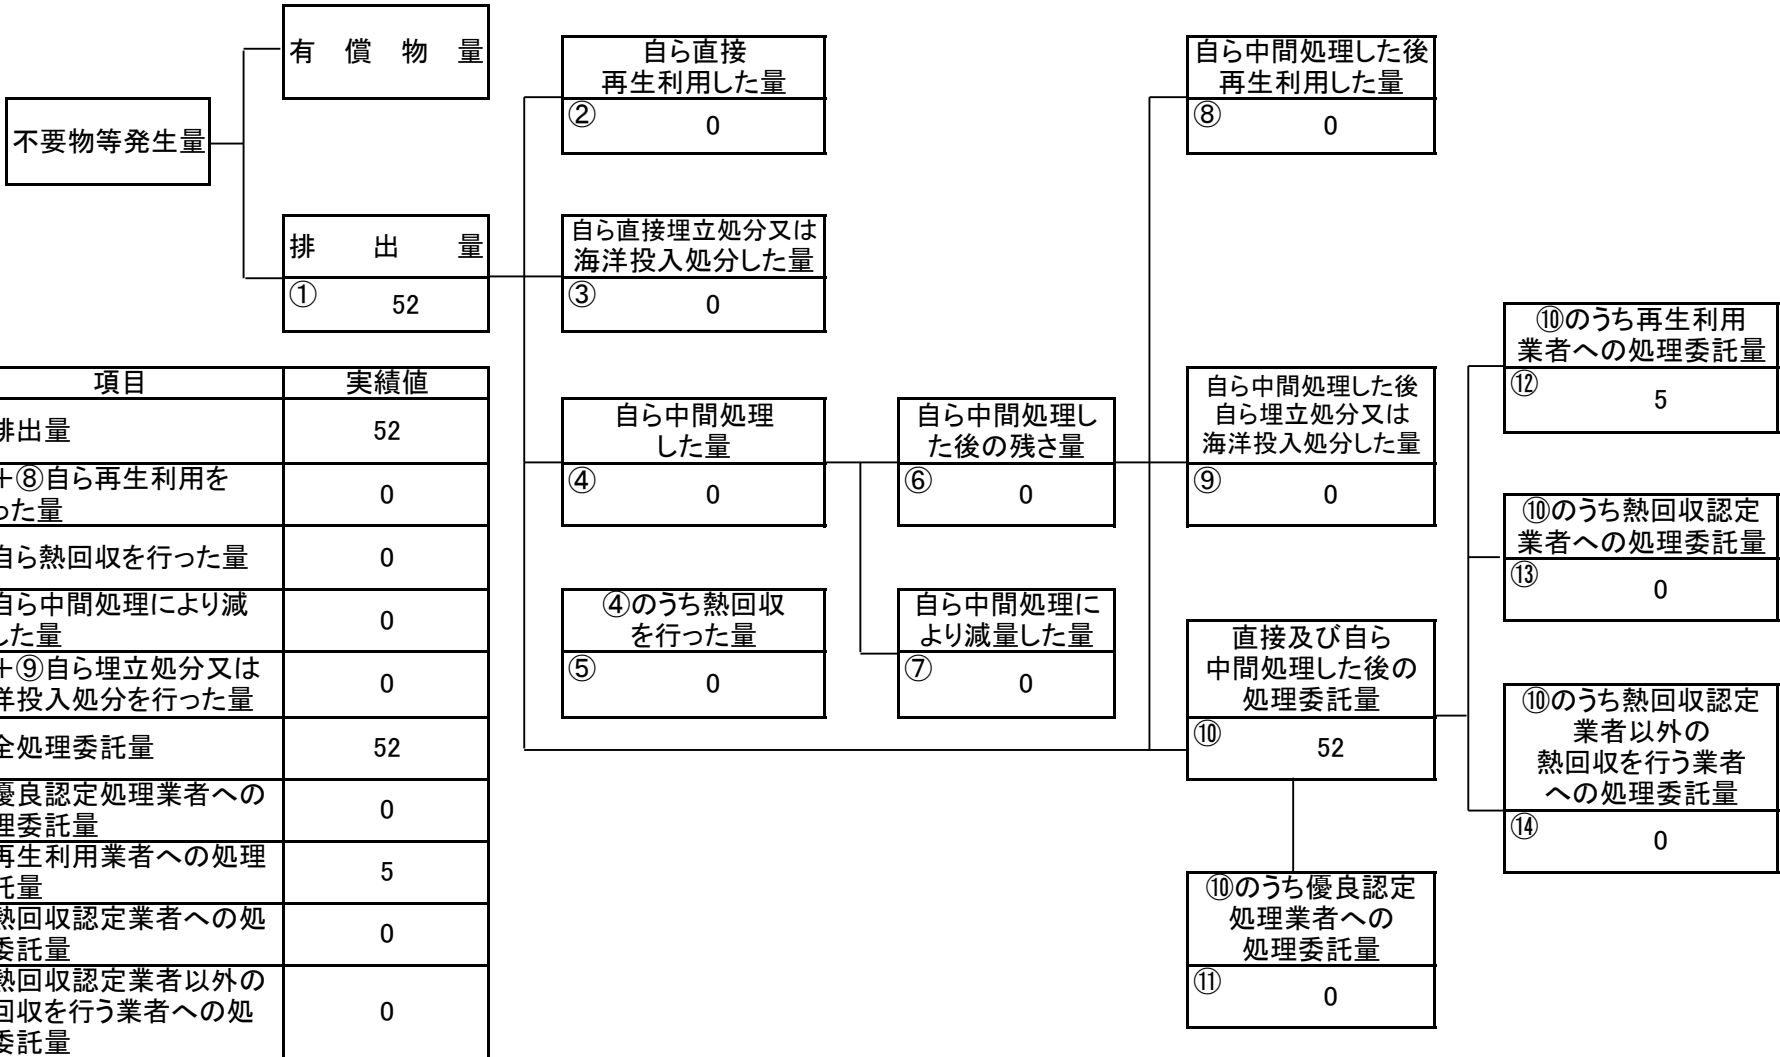 有償物量
不要物等発生量
排出量
① 52
自ら直接
再生利用した量
② 0
自ら直接埋立処分又は
海洋投入処分した量
③ 0
自ら中間処理
した量
④ 0
④のうち熱回収
を行った量
⑤ 0
自ら中間処理し
た後の残さ量
⑥ 0
自ら中間処理に
より減量した量
⑦ 0
自ら中間処理した後
再生利用した量
⑧ 0
自ら中間処理した後
自ら埋立処分又は
海洋投入処分した量
⑨ 0
直接及び自ら
中間処理した後の
処理委託量
⑩ 52
⑩のうち優良認定
処理業者への
処理委託量
⑪ 0
⑩のうち再生利用
業者への処理委託量
⑫ 5
⑩のうち熱回収認定
業者への処理委託量
⑬ 0
⑩のうち熱回収認定
業者以外の
熱回収を行う業者
への処理委託量
⑭ 0
項目 実績値
排出量 52
+⑧自ら再生利用を
った量 0
自ら熱回収を行った量 0
自ら中間処理により減
した量 0
+⑨自ら埋立処分又は
洋投入処分を行った量 0
全処理委託量 52
優良認定処理業者への
理委託量 0
再生利用業者への処理
託量 5
熱回収認定業者への処
委託量 0
熱回収認定業者以外の
回収を行う業者への処
委託量 0